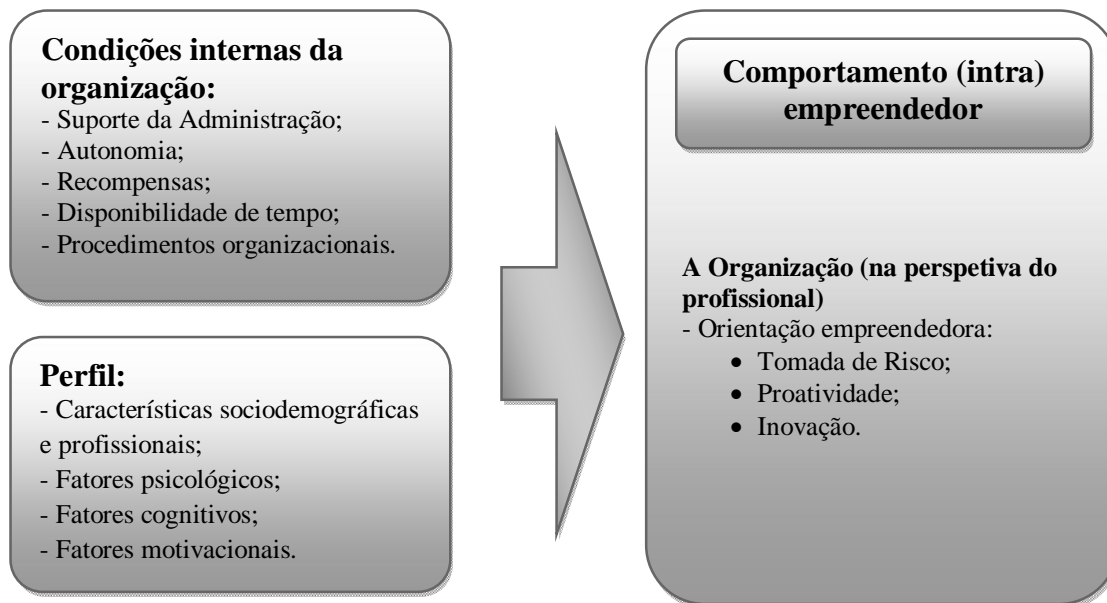 Condições internas da
organização:
- Suporte da Administração;
- Autonomia;
- Recompensas;
- Disponibilidade de tempo;
- Procedimentos organizacionais.
Perfil:
- Característícas sociodemográficas
e profissionais;
- Fatores psicológicos;
- Fatores cognitivos;
- Fatores motivacionais.
Comportamento (intra)
empreendedor
A Organização (na perspetiva do
profissional)
- Orientação empreendedora:
• Tomada de Risco;
• Proatividade;
• Inovação.